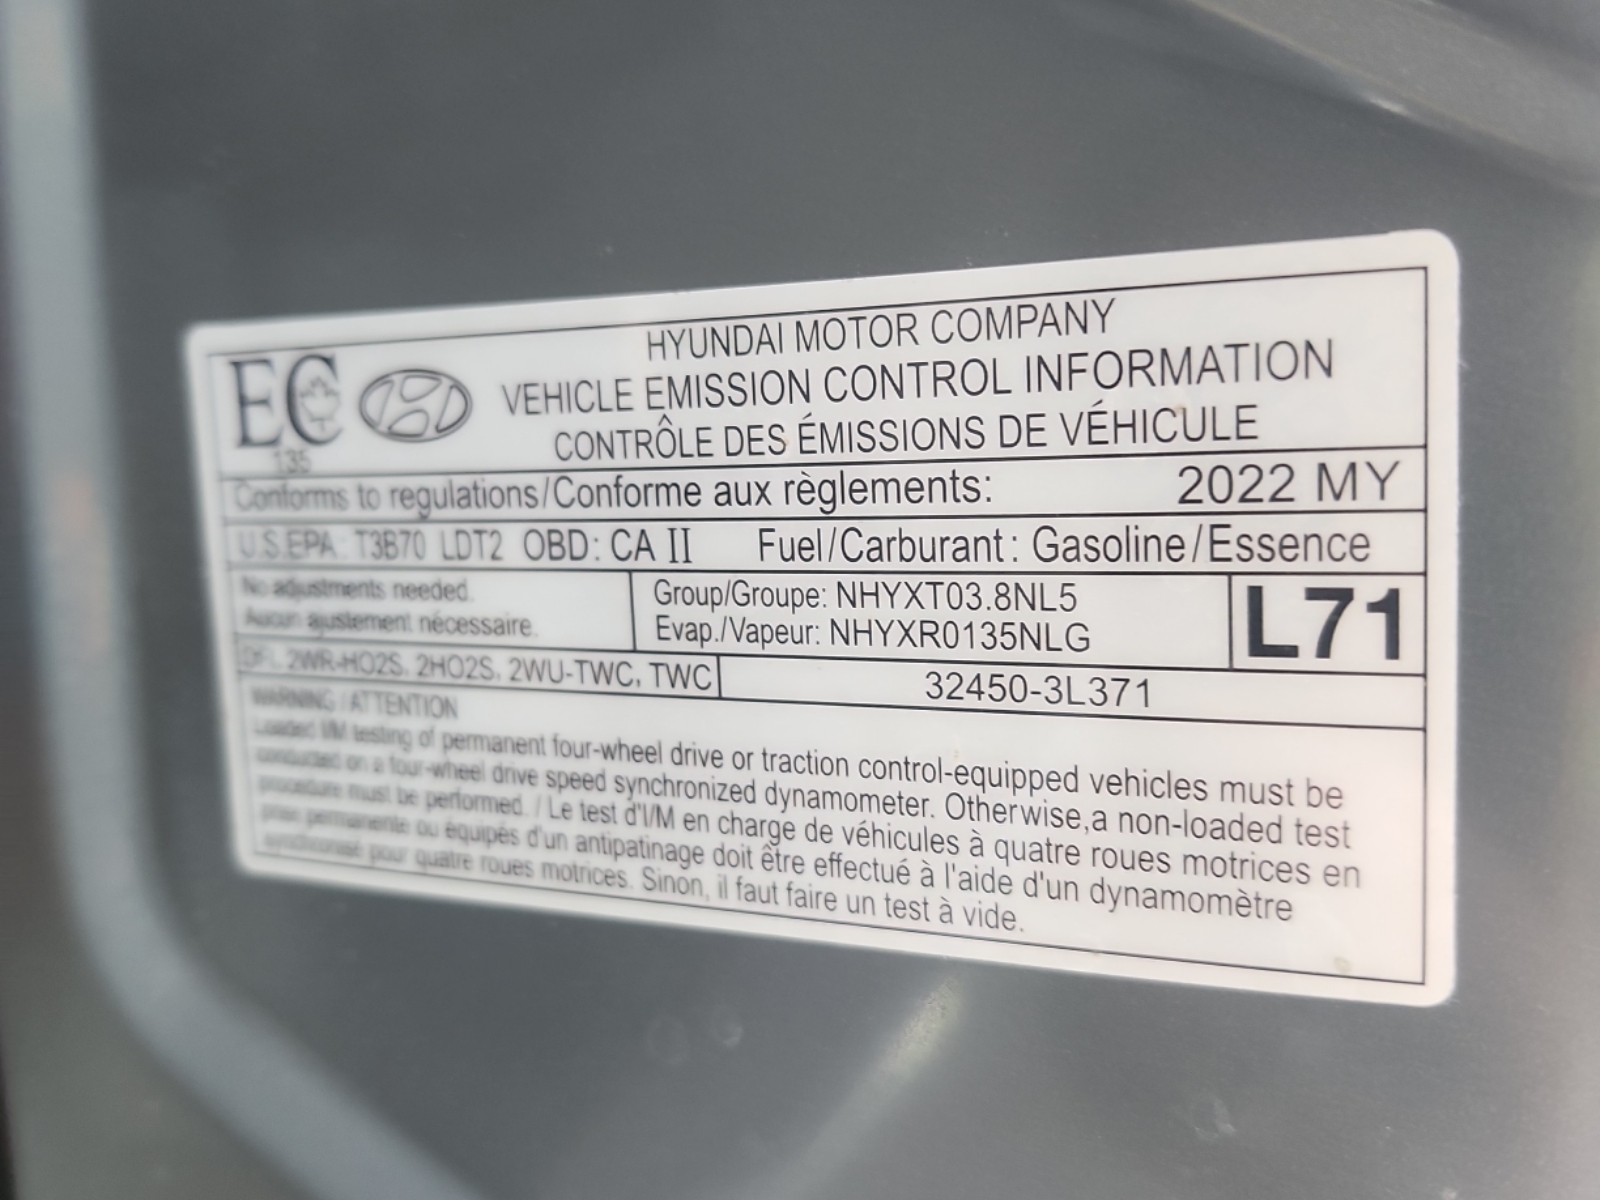 EC
135
HYUNDAI MOTOR COMPANY
VEHICLE EMISSION CONTROL INFORMATION
CONTRÔLE DES ÉMISSIONS DE VÉHICULE
Conforms to regulations/Conforme aux règlements: 2022 MY
U.S.EPA: T3B70 LDT2 OBD: CA II Fuel/Carburant: Gasoline/Essence
No adjustments needed.
Aucun ajustement nécessaire.
Group/Groupe: NHYXT03.8NL5
Evap./Vapeur: NHYXR0135NLG
L71
DFI, 2WR-HO2S, 2HO2S, 2WU-TWC, TWC
32450-3L371
WARNING / ATTENTION
Loaded I/M testing of permanent four-wheel drive or traction control-equipped vehicles must be
conducted on a four-wheel drive speed synchronized dynamometer. Otherwise,a non-loaded test
procedure must be performed. / Le test d'I/M en charge de véhicules à quatre roues motrices en
prise permanente ou équipés d'un antipatinage doit être effectué à l'aide d'un dynamomètre
synchronisé pour quatre roues motrices. Sinon, il faut faire un test à vide.